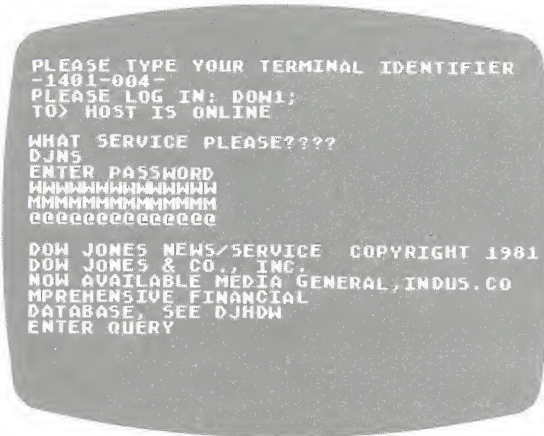 PLEASE TYPE YOUR TERMINAL IDENTIFIER
-1401-004-
PLEASE LOG IN: DOW1;
TO> HOST IS ONLINE
WHAT SERVICE PLEASE????
DJNS
ENTER PASSWORD
WWWWWWWWWWWWWW
MMMMMMMMMMMMMM
@@@@@@@@@@@@@@
DOW JONES NEWS/SERVICE COPYRIGHT 1981
DOW JONES & CO., INC.
NOW AVAILABLE MEDIA GENERAL,INDUS.CO
MPREHENSIVE FINANCIAL
DATABASE, SEE DJHDW
ENTER QUERY